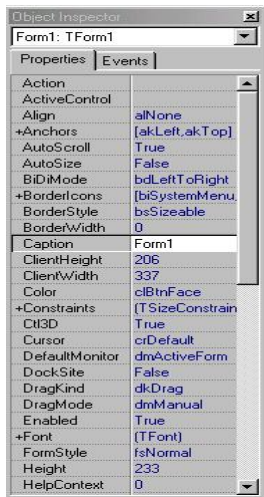 Object Inspector
Form1: TForm1
Properties Events
Action
ActiveControl
Align alNone
+Anchors [akLeft,akTop]
AutoScroll True
AutoSize False
BiDiMode bdLeftToRight
+BorderIcons [biSystemMenu,
BorderStyle bsSizeable
BorderWidth 0
Caption Form1
ClientHeight 206
ClientWidth 337
Color clBtnFace
+Constraints (TSizeConstrain
Ctl3D True
Cursor crDefault
DefaultMonitor dmActiveForm
DockSite False
DragKind dkDrag
DragMode dmManual
Enabled True
+Font (TFont)
FormStyle fsNormal
Height 233
HelpContext 0